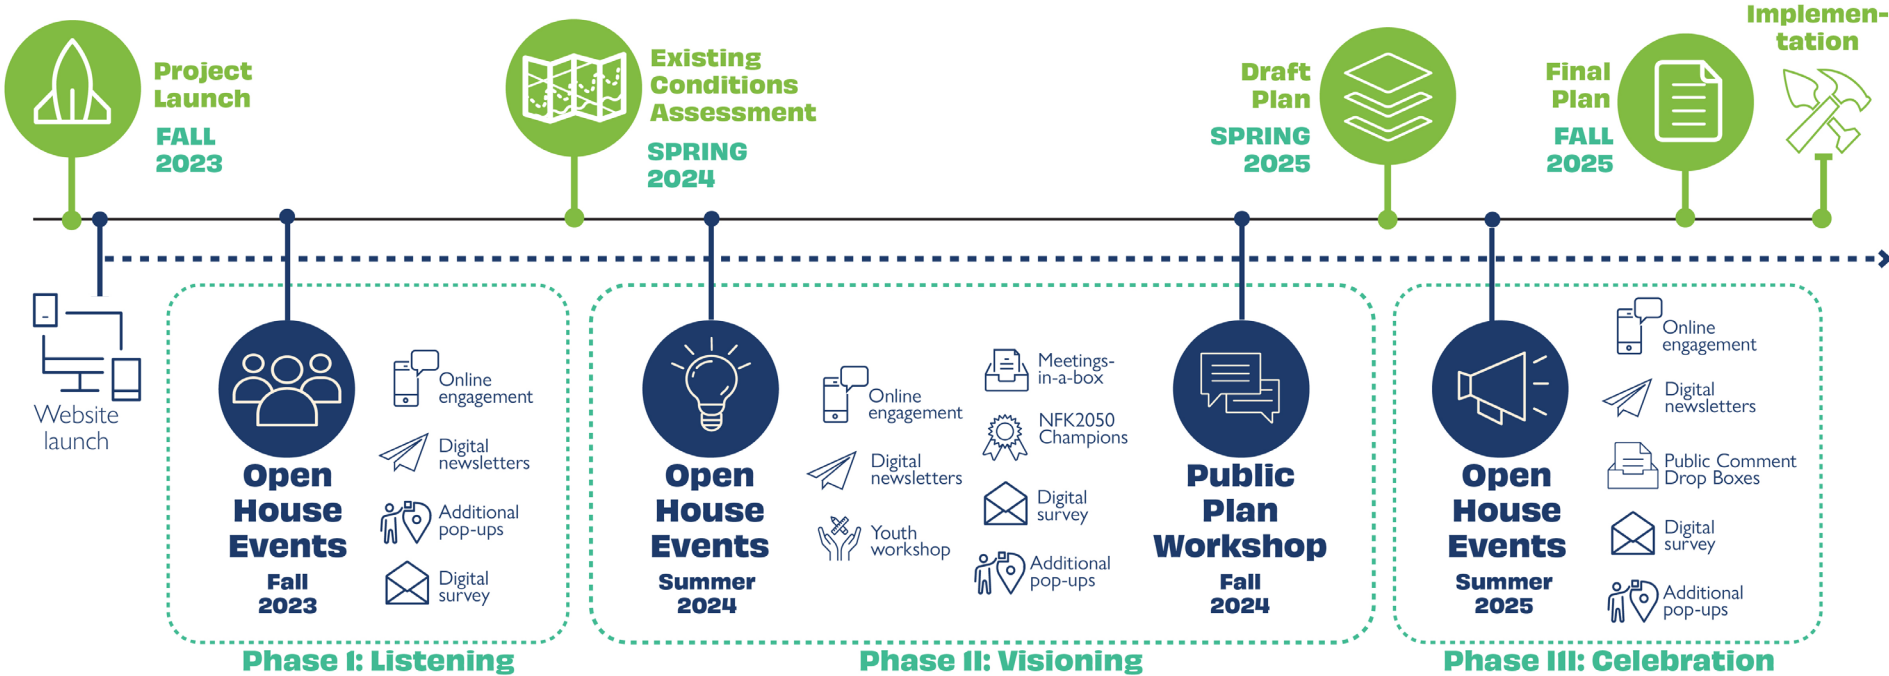 Project
Launch
FALL
2023
Existing
Conditions
Assessment
SPRING
2024
Draft
Plan
SPRING
2025
Final
Plan
FALL
2025
Implemen-
tation
Website
launch
Open
House
Events
Fall
2023
Online
engagement
Digital
newsletters
Additional
pop-ups
Digital
survey
Phase I: Listening
Open
House
Events
Summer
2024
Online
engagement
Digital
newsletters
Youth
workshop
Meetings-
in-a-box
NFK2050
Champions
Digital
survey
Additional
pop-ups
Public
Plan
Workshop
Fall
2024
Phase II: Visioning
Open
House
Events
Summer
2025
Online
engagement
Digital
newsletters
Public Comment
Drop Boxes
Digital
survey
Additional
pop-ups
Phase III: Celebration